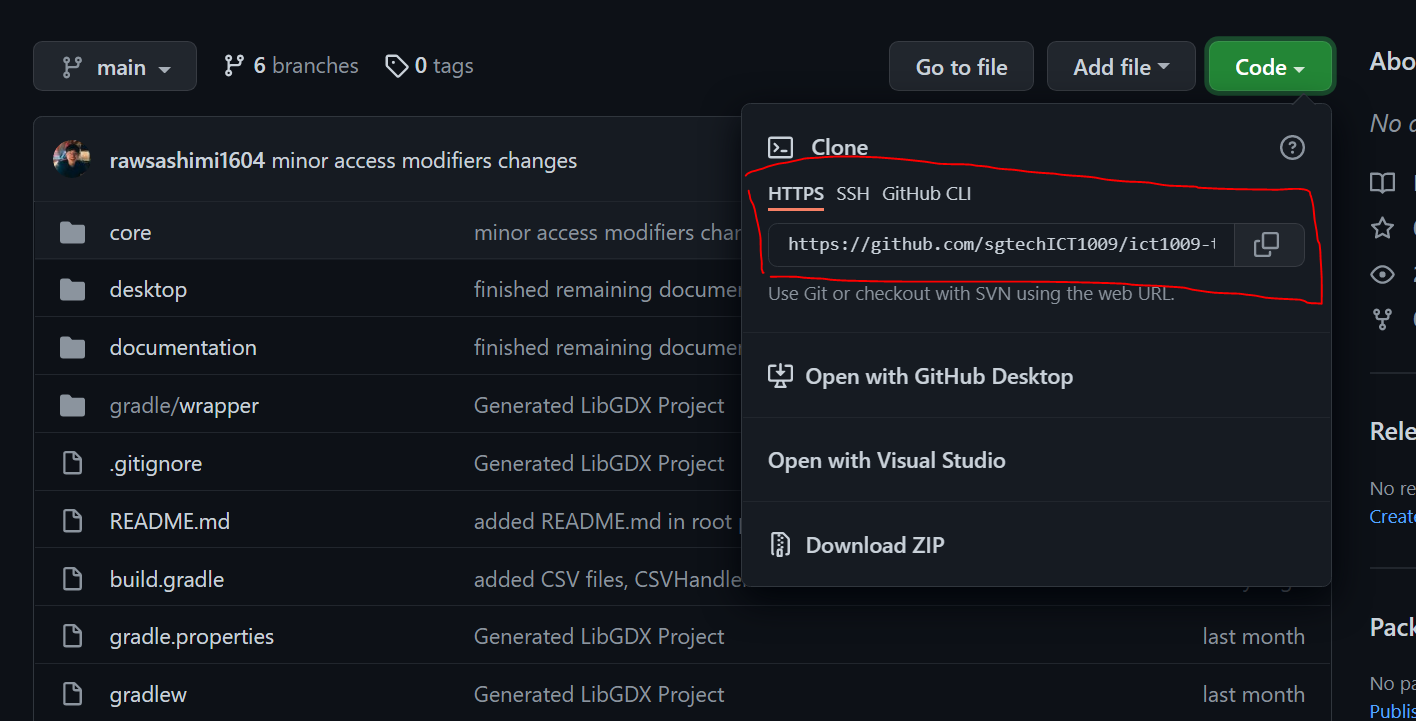 main 6 branches 0 tags Go to file Add file Code
Abo
Clone
No
rawsashimi1604 minor access modifiers changes
HTTPS SSH GitHub CLI
core minor access modifiers char
https://github.com/sgtechICT1009/ict1009-t
desktop finished remaining documer
Use Git or checkout with SVN using the web URL.
documentation finished remaining documer
Open with GitHub Desktop
gradle/wrapper Generated LibGDX Project
Rele
.gitignore Generated LibGDX Project
Open with Visual Studio
No re
README.md added README.md in root
Create
Download ZIP
build.gradle added CSV files, CSVHandle
gradle.properties Generated LibGDX Project last month
Pack
gradlew Generated LibGDX Project last month
No pa
Publis